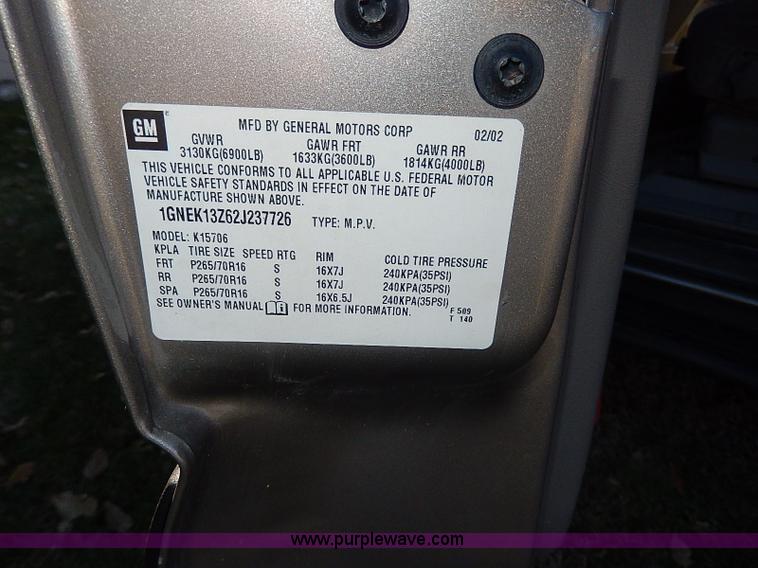 GM
MFD BY GENERAL MOTORS CORP 02/02
GVWR GAWR FRT GAWR RR
3130KG(6900LB) 1633KG(3600LB) 1814KG(4000LB)
THIS VEHICLE CONFORMS TO ALL APPLICABLE U.S. FEDERAL MOTOR
VEHICLE SAFETY STANDARDS IN EFFECT ON THE DATE OF
MANUFACTURE SHOWN ABOVE.
1GNEK13Z62J237726 TYPE: M.P.V.
MODEL: K15706
KPLA TIRE SIZE SPEED RTG RIM COLD TIRE PRESSURE
FRT P265/70R16 S 16X7J 240KPA(35PSI)
RR P265/70R16 S 16X7J 240KPA(35PSI)
SPA P265/70R16 S 16X6.5J 240KPA(35PSI)
SEE OWNER'S MANUAL FOR MORE INFORMATION.
F 509
T 140
www.purplewave.com